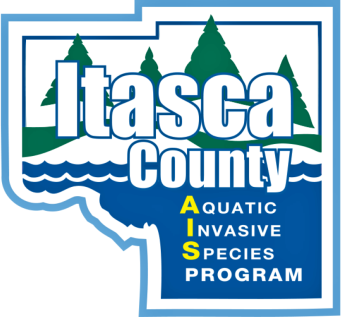 Itasca
County
AQUATIC
INVASIVE
SPECIES
PROGRAM